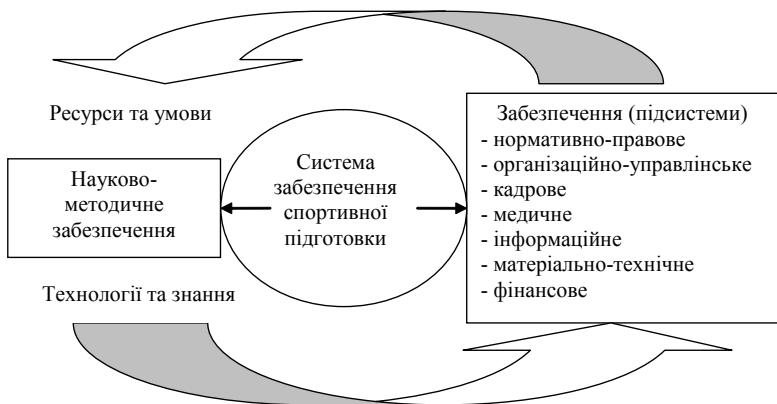 Ресурси та умови
Науково-
методичне
забезпечення
Технології та знання
Система
забезпечення
спортивної
підготовки
Забезпечення (підсистеми)
- нормативно-правове
- організаційно-управлінське
- кадрове
- медичне
- інформаційне
- матеріально-технічне
- фінансове